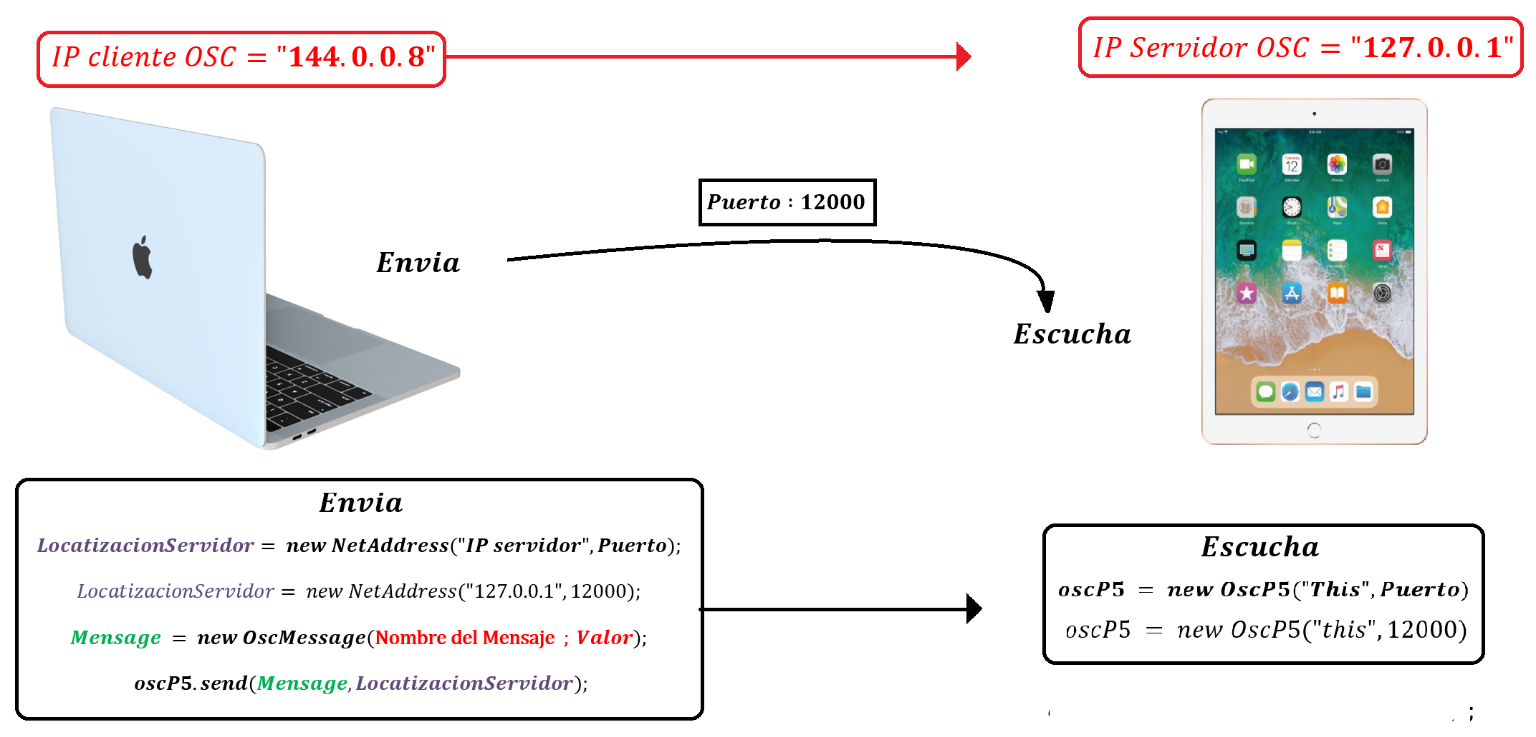 IP cliente OSC = "144.0.0.8"
IP Servidor OSC = "127.0.0.1"
Puerto : 12000
Envia
Escucha
12
Envia
LocatizacionServidor = new NetAddress("IP servidor", Puerto);
LocatizacionServidor = new NetAddress("127.0.0.1", 12000);
Mensage = new OscMessage(Nombre del Mensaje ; Valor);
oscP5.send(Mensage, LocatizacionServidor);
Escucha
oscP5 = new OscP5("This", Puerto)
oscP5 = new OscP5("this", 12000)
;